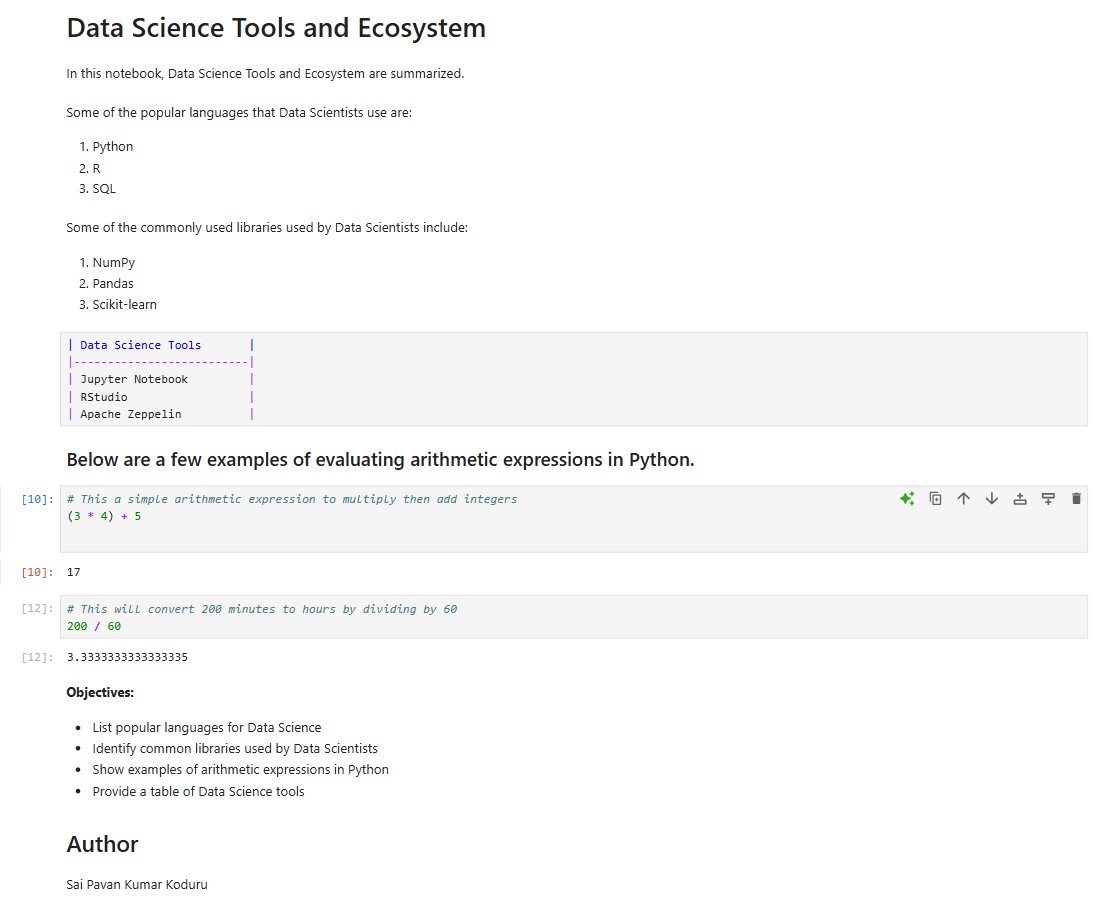 Data Science Tools and Ecosystem
In this notebook, Data Science Tools and Ecosystem are summarized.
Some of the popular languages that Data Scientists use are:
1. Python
2. R
3. SQL
Some of the commonly used libraries used by Data Scientists include:
1. NumPy
2. Pandas
3. Scikit-learn
| Data Science Tools |
|--------------------------|
| Jupyter Notebook |
| RStudio |
| Apache Zeppelin |
Below are a few examples of evaluating arithmetic expressions in Python.
[10]: # This a simple arithmetic expression to multiply then add integers
(3 * 4) + 5
[10]: 17
[12]: # This will convert 200 minutes to hours by dividing by 60
200 / 60
[12]: 3.3333333333333335
Objectives:
• List popular languages for Data Science
• Identify common libraries used by Data Scientists
• Show examples of arithmetic expressions in Python
• Provide a table of Data Science tools
Author
Sai Pavan Kumar Koduru